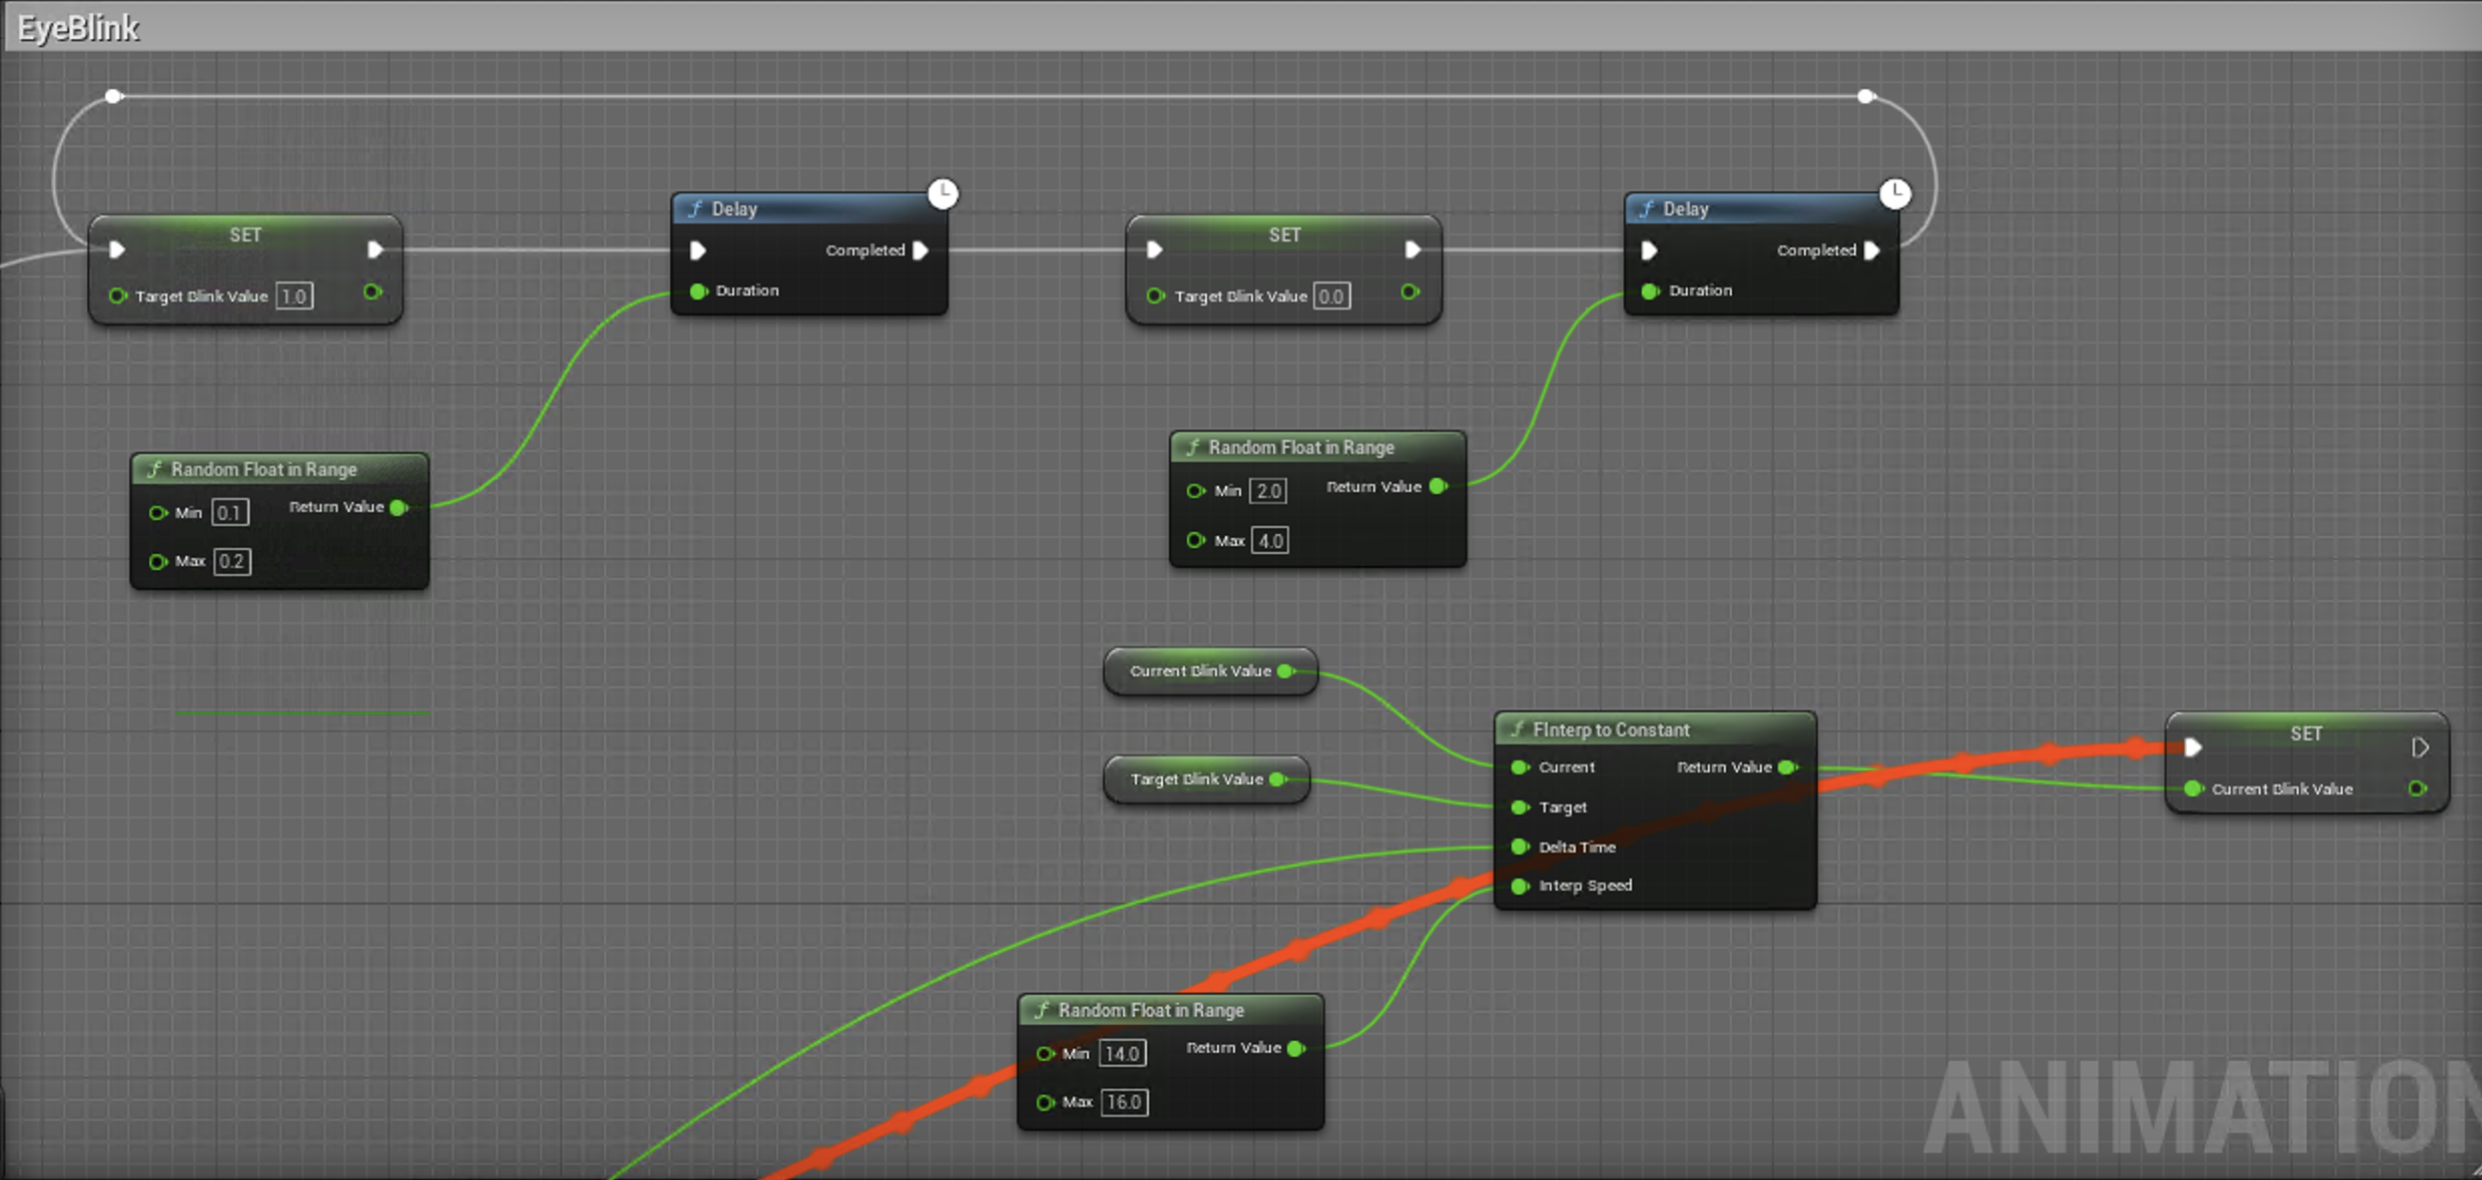 EyeBlink
SET
Target Blink Value 1.0
Delay
Completed
Duration
SET
Target Blink Value 0.0
Delay
Completed
Duration
Random Float in Range
Min 0.1 Return Value
Max 0.2
Random Float in Range
Min 2.0 Return Value
Max 4.0
Current Blink Value
Target Blink Value
FInterp to Constant
Current Return Value
Target
Delta Time
Interp Speed
SET
Current Blink Value
Random Float in Range
Min 14.0 Return Value
Max 16.0
ANIMATION